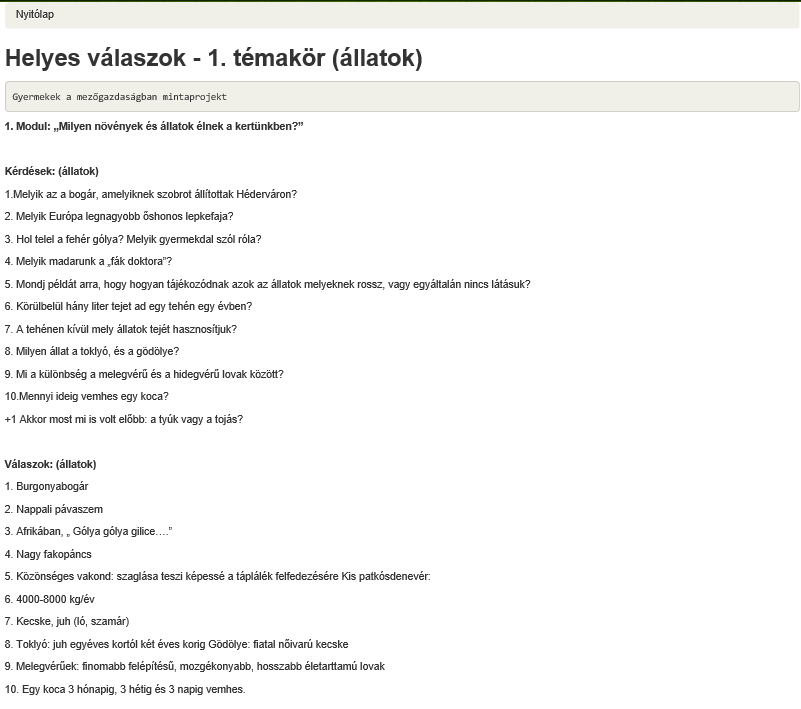 Nyitólap
Helyes válaszok - 1. témakör (állatok)
Gyermekek a mezőgazdaságban mintaprojekt
1. Modul: „Milyen növények és állatok élnek a kertünkben?”
Kérdések: (állatok)
1.Melyik az a bogár, amelyiknek szobrot állítottak Héderváron?
2. Melyik Európa legnagyobb őshonos lepkefaja?
3. Hol telel a fehér gólya? Melyik gyermekdal szól róla?
4. Melyik madarunk a „fák doktora”?
5. Mondj példát arra, hogy hogyan tájékozódnak azok az állatok melyeknek rossz, vagy egyáltalán nincs látásuk?
6. Körülbelül hány liter tejet ad egy tehén egy évben?
7. A tehénen kívül mely állatok tejét hasznosítjuk?
8. Milyen állat a toklyó, és a gödölye?
9. Mi a különbség a melegvérű és a hidegvérű lovak között?
10.Mennyi ideig vemhes egy koca?
+1 Akkor most mi is volt előbb: a tyúk vagy a tojás?
Válaszok: (állatok)
1. Burgonyabogár
2. Nappali pávaszem
3. Afrikában, „ Gólya gólya gilice….”
4. Nagy fakopáncs
5. Közönséges vakond: szaglása teszi képessé a táplálék felfedezésére Kis patkósdenevér:
6. 4000-8000 kg/év
7. Kecske, juh (ló, szamár)
8. Toklyó: juh egyéves kortól két éves korig Gödölye: fiatal nőivarú kecske
9. Melegvérűek: finomabb felépítésű, mozgékonyabb, hosszabb életarttamú lovak
10. Egy koca 3 hónapig, 3 hétig és 3 napig vemhes.